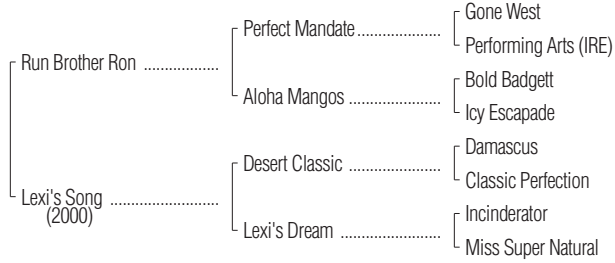 Gone West
Perfect Mandate ....................
Performing Arts (IRE)
Run Brother Ron ..................
Bold Badgett
Aloha Mangos ......................
Icy Escapade
Damascus
Desert Classic ......................
Classic Perfection
Lexi's Song ..........................
(2000)
Incinderator
Lexi's Dream ........................
Miss Super Natural